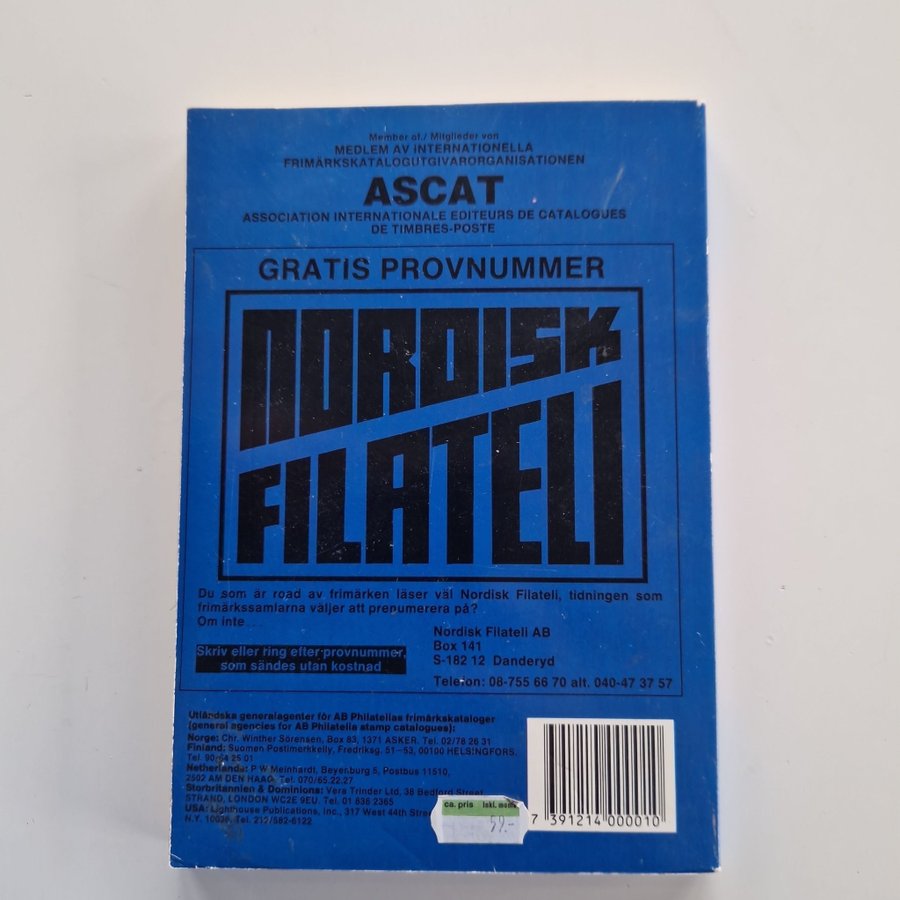 Member of./ Mitglieder von
MEDLEM AV INTERNATIONELLA
FRIMÄRKSKATALOGUTGIVARORGANISATIONEN
ASCAT
ASSOCIATION INTERNATIONALE EDITEURS DE CATALOGUES
DE TIMBRES-POSTE
GRATIS PROVNUMMER
NORDISK
FILATELI
Du som är road av frimärken läser väl Nordisk Filateli, tidningen som
frimärkssamlarna väljer att prenumerera på?
Om inte ...
Skriv eller ring efter provnummer,
som sändes utan kostnad
Nordisk Filateli AB
Box 141
S-182 12 Danderyd
Telefon: 08-755 66 70 alt. 040-47 37 57
Utländska generalagenter för AB Philatelias frimärkskataloger
(general agencies for AB Philatelia stamp catalogues):
Norge: Chr. Winther Sörensen, Box 83, 1371 ASKER. Tel. 02/78 26 31
Finland: Suomen Postimerkkeily, Fredriksg. 51–53, 00100 HELSINGFORS.
Tel. 90/64 25 01
Netherlands: P W Meinhardt, Beyenburg 5, Postbus 11510,
2502 AM DEN HAAG. Tel. 070/65.22.27
Storbritannien & Dominions: Vera Trinder Ltd, 38 Bedford Street
STRAND, LONDON WC2E 9EU. Tel. 01 836 2365
USA: Lighthouse Publications, Inc., 317 West 44th
N.Y. 10036, Tel. 212/582-6122
ca. pris inkl. moms
59.-
7 391214 000010